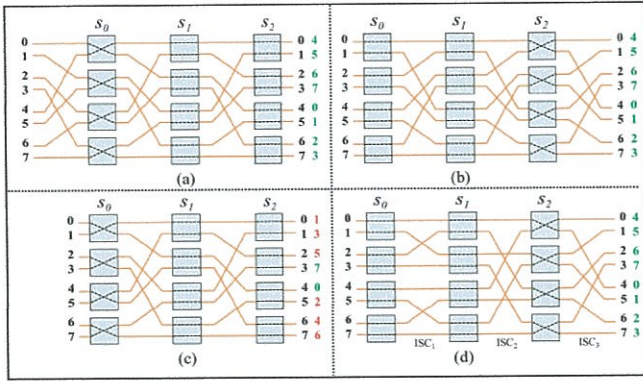 S0 S1 S2
0 0 4
1 1 5
2 2 6
3 3 7
4 4 0
5 5 1
6 6 2
7 7 3
(a)
S0 S1 S2
0 0 4
1 1 5
2 2 6
3 3 7
4 4 0
5 5 1
6 6 2
7 7 3
(b)
S0 S1 S2
0 0 1
1 1 3
2 2 5
3 3 7
4 4 0
5 5 2
6 6 4
7 7 6
(c)
S0 S1 S2
0 0 4
1 1 5
2 2 6
3 3 7
4 4 0
5 5 1
6 6 2
7 7 3
ISC1 ISC2 ISC3
(d)